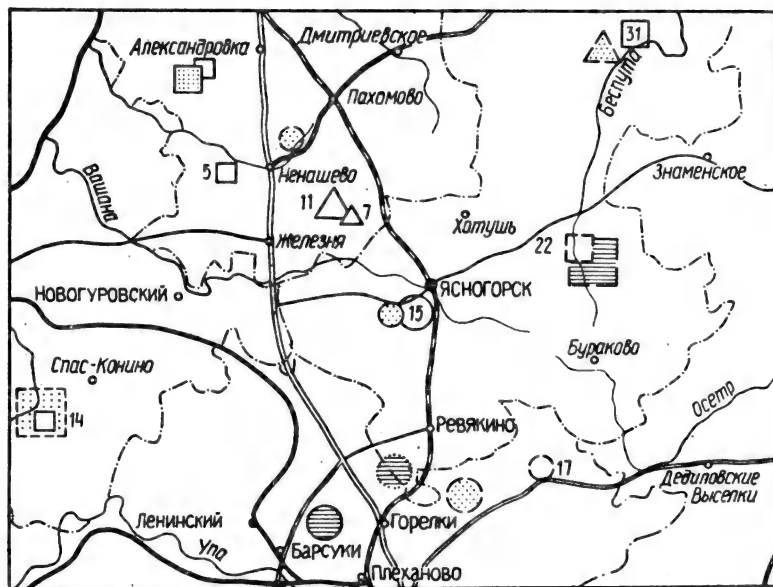 Александровка
Дмитриевское
31
Беспута
Пахомово
5
Ненашево
Знаменское
Вашана
11
7
Хотушь
Железня
22
НОВОГУРОВСКИЙ
ЯСНОГОРСК
15
Бураково
Спас-Конино
Осетр
14
РЕВЯКИНО
17
Дедиловские
Выселки
ЛЕНИНСКИЙ
ГОРЕЛКИ
Упа
БАРСУКИ
ПЛЕХАНОВО